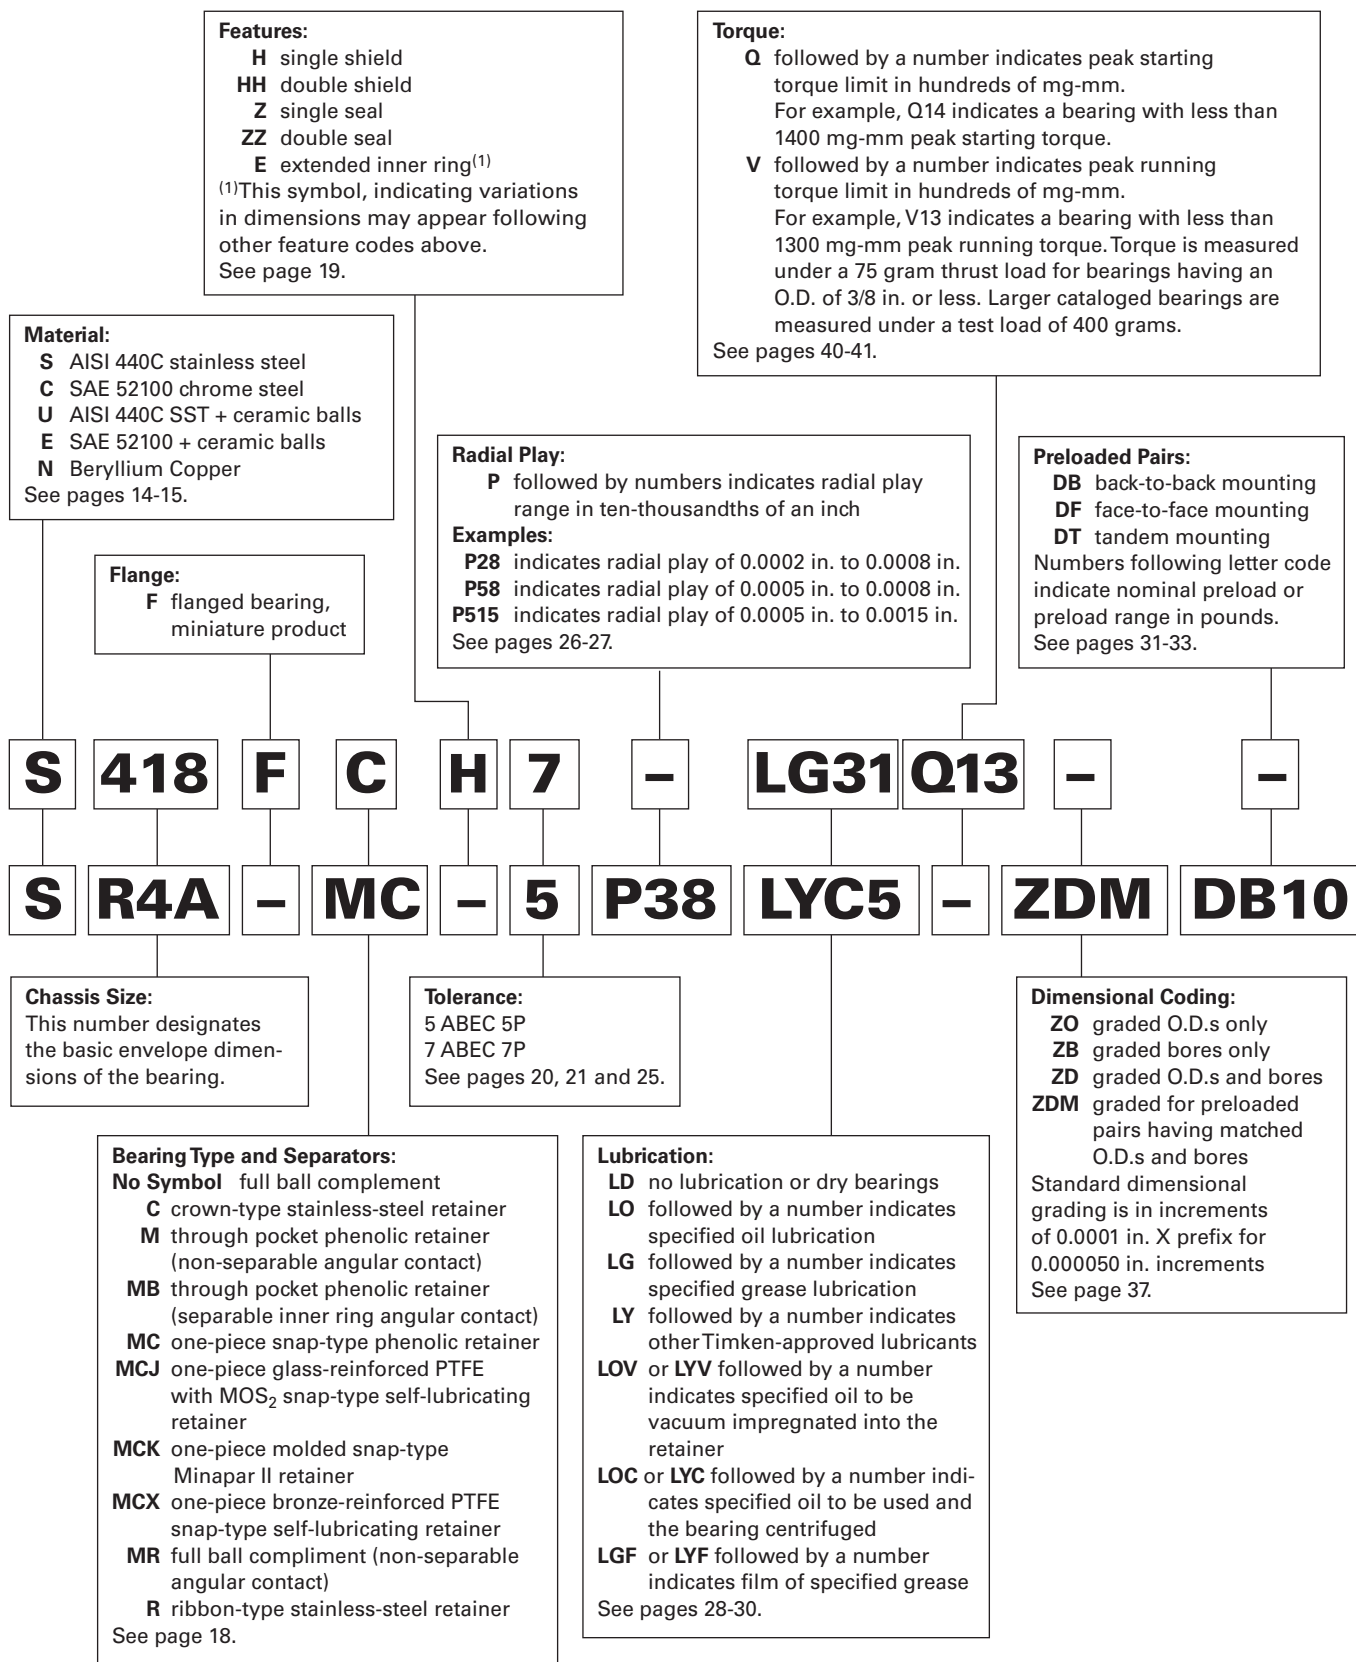 Features:
H single shield
HH double shield
Z single seal
ZZ double seal
E extended inner ring(1)
(1)This symbol, indicating variations
in dimensions may appear following
other feature codes above.
See page 19.
Torque:
Q followed by a number indicates peak starting
torque limit in hundreds of mg-mm.
For example, Q14 indicates a bearing with less than
1400 mg-mm peak starting torque.
V followed by a number indicates peak running
torque limit in hundreds of mg-mm.
For example, V13 indicates a bearing with less than
1300 mg-mm peak running torque. Torque is measured
under a 75 gram thrust load for bearings having an
O.D. of 3/8 in. or less. Larger cataloged bearings are
measured under a test load of 400 grams.
See pages 40-41.
Material:
S AISI 440C stainless steel
C SAE 52100 chrome steel
U AISI 440C SST + ceramic balls
E SAE 52100 + ceramic balls
N Beryllium Copper
See pages 14-15.
Flange:
F flanged bearing,
miniature product
Radial Play:
P followed by numbers indicates radial play
range in ten-thousandths of an inch
Examples:
P28 indicates radial play of 0.0002 in. to 0.0008 in.
P58 indicates radial play of 0.0005 in. to 0.0008 in.
P515 indicates radial play of 0.0005 in. to 0.0015 in.
See pages 26-27.
Preloaded Pairs:
DB back-to-back mounting
DF face-to-face mounting
DT tandem mounting
Numbers following letter code
indicate nominal preload or
preload range in pounds.
See pages 31-33.
S 418 F C H 7 – LG31 Q13 – –
S R4A – MC – 5 P38 LYC5 – ZDM DB10
Chassis Size:
This number designates
the basic envelope dimen-
sions of the bearing.
Tolerance:
5 ABEC 5P
7 ABEC 7P
See pages 20, 21 and 25.
Dimensional Coding:
ZO graded O.D.s only
ZB graded bores only
ZD graded O.D.s and bores
ZDM graded for preloaded
pairs having matched
O.D.s and bores
Standard dimensional
grading is in increments
of 0.0001 in. X prefix for
0.000050 in. increments
See page 37.
Bearing Type and Separators:
No Symbol full ball complement
C crown-type stainless-steel retainer
M through pocket phenolic retainer
(non-separable angular contact)
MB through pocket phenolic retainer
(separable inner ring angular contact)
MC one-piece snap-type phenolic retainer
MCJ one-piece glass-reinforced PTFE
with MOS2 snap-type self-lubricating
retainer
MCK one-piece molded snap-type
Minapar II retainer
MCX one-piece bronze-reinforced PTFE
snap-type self-lubricating retainer
MR full ball compliment (non-separable
angular contact)
R ribbon-type stainless-steel retainer
See page 18.
Lubrication:
LD no lubrication or dry bearings
LO followed by a number indicates
specified oil lubrication
LG followed by a number indicates
specified grease lubrication
LY followed by a number indicates
other Timken-approved lubricants
LOV or LYV followed by a number
indicates specified oil to be
vacuum impregnated into the
retainer
LOC or LYC followed by a number indi-
cates specified oil to be used and
the bearing centrifuged
LGF or LYF followed by a number
indicates film of specified grease
See pages 28-30.